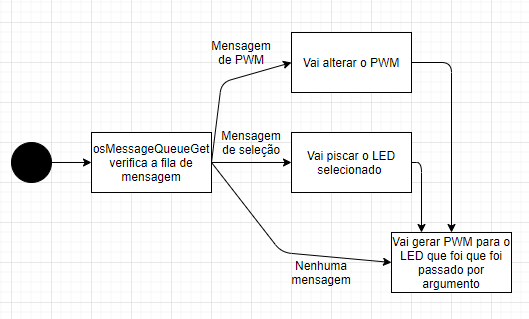 Mensagem
de PWM
Vai alterar o PWM
osMessageQueueGet
verifica a fila de
mensagem
Mensagem
de seleção
Vai piscar o LED
selecionado
Nenhuma
mensagem
Vai gerar PWM para o
LED que foi que foi
passado por
argumento